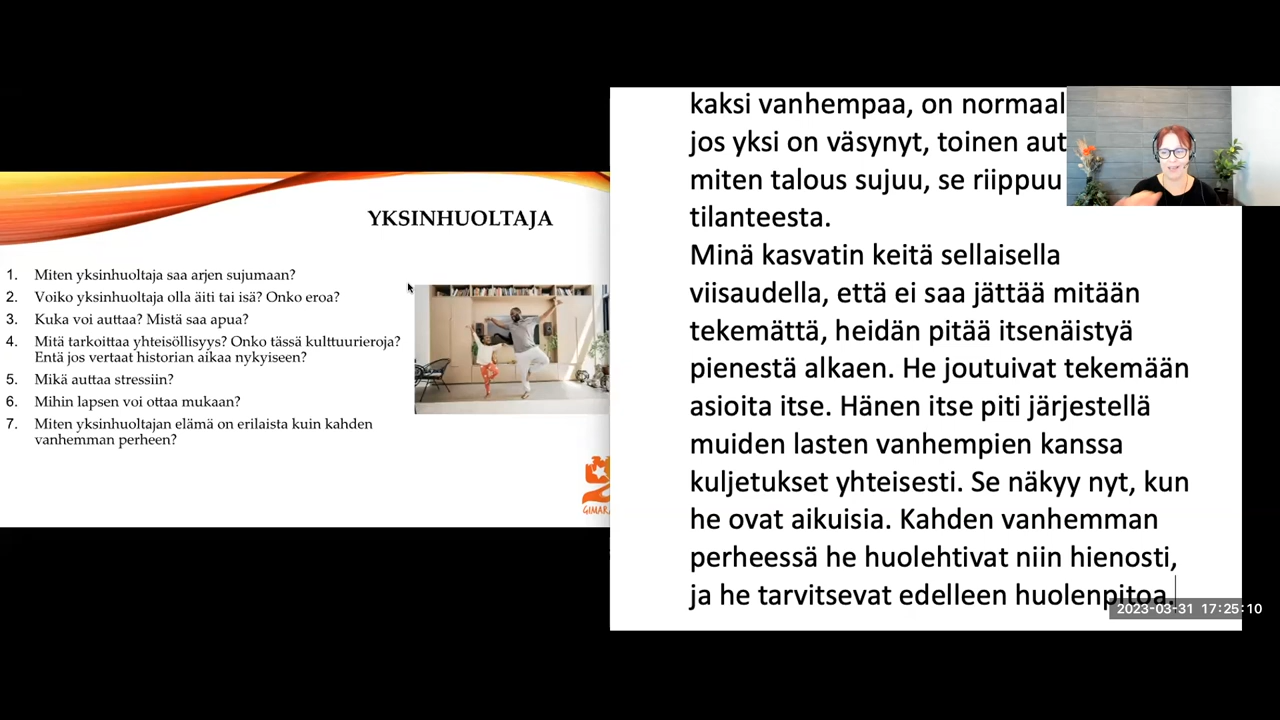 YKSINHUOLTAJA
1. Miten yksinhuoltaja saa arjen sujumaan?
2. Voiko yksinhuoltaja olla äiti tai isä? Onko eroa?
3. Kuka voi auttaa? Mistä saa apua?
4. Mitä tarkoittaa yhteisöllisyys? Onko tässä kulttuurieroja?
Entä jos vertaat historian aikaa nykyiseen?
5. Mikä auttaa stressiin?
6. Mihin lapsen voi ottaa mukaan?
7. Miten yksinhuoltajan elämä on erilaista kuin kahden
vanhemman perheen?
kaksi vanhempaa, on normaal
jos yksi on väsynyt, toinen aut
miten talous sujuu, se riippuu
tilanteesta.
Minä kasvatin keitä sellaisella
viisaudella, että ei saa jättää mitään
tekemättä, heidän pitää itsenäistyä
pienestä alkaen. He joutuivat tekemään
asioita itse. Hänen itse piti järjestellä
muiden lasten vanhempien kanssa
kuljetukset yhteisesti. Se näkyy nyt, kun
he ovat aikuisia. Kahden vanhemman
perheessä he huolehtivat niin hienosti,
ja he tarvitsevat edelleen huolenpitoa.
2023-03-31 17:25:10